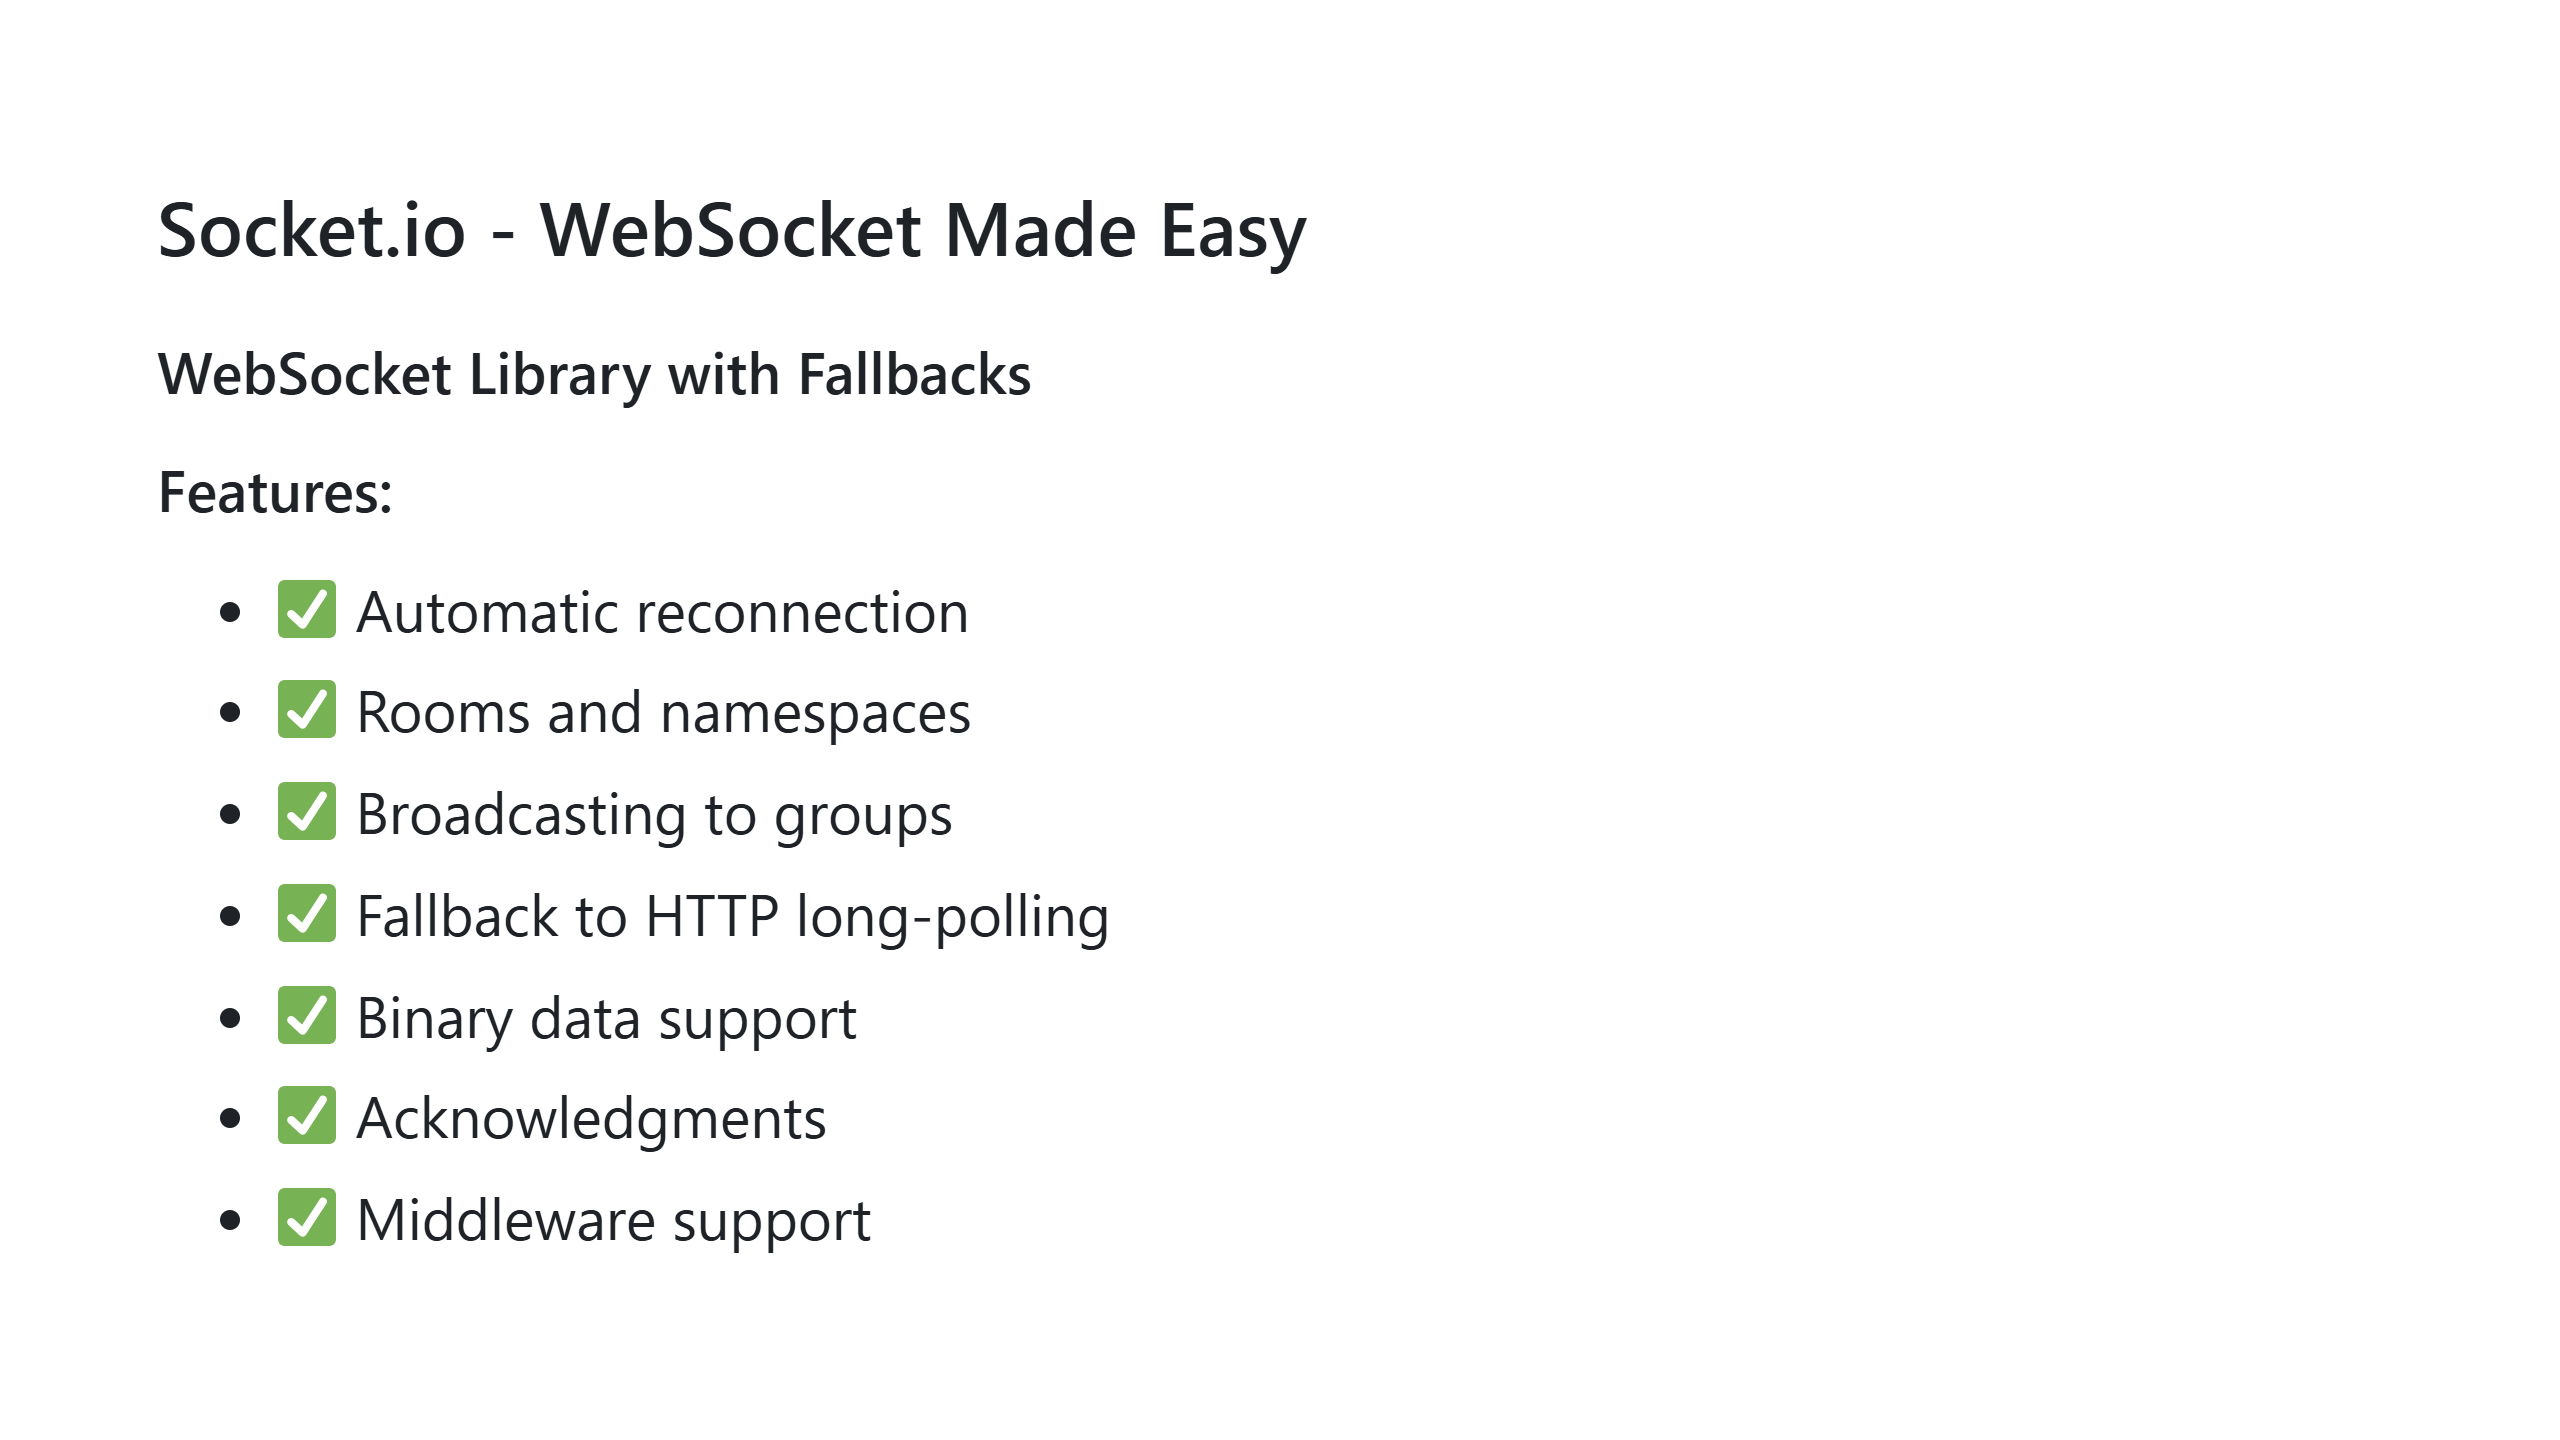 Socket.io - WebSocket Made Easy
WebSocket Library with Fallbacks
Features:
• ✅ Automatic reconnection
• ✅ Rooms and namespaces
• ✅ Broadcasting to groups
• ✅ Fallback to HTTP long-polling
• ✅ Binary data support
• ✅ Acknowledgments
• ✅ Middleware support